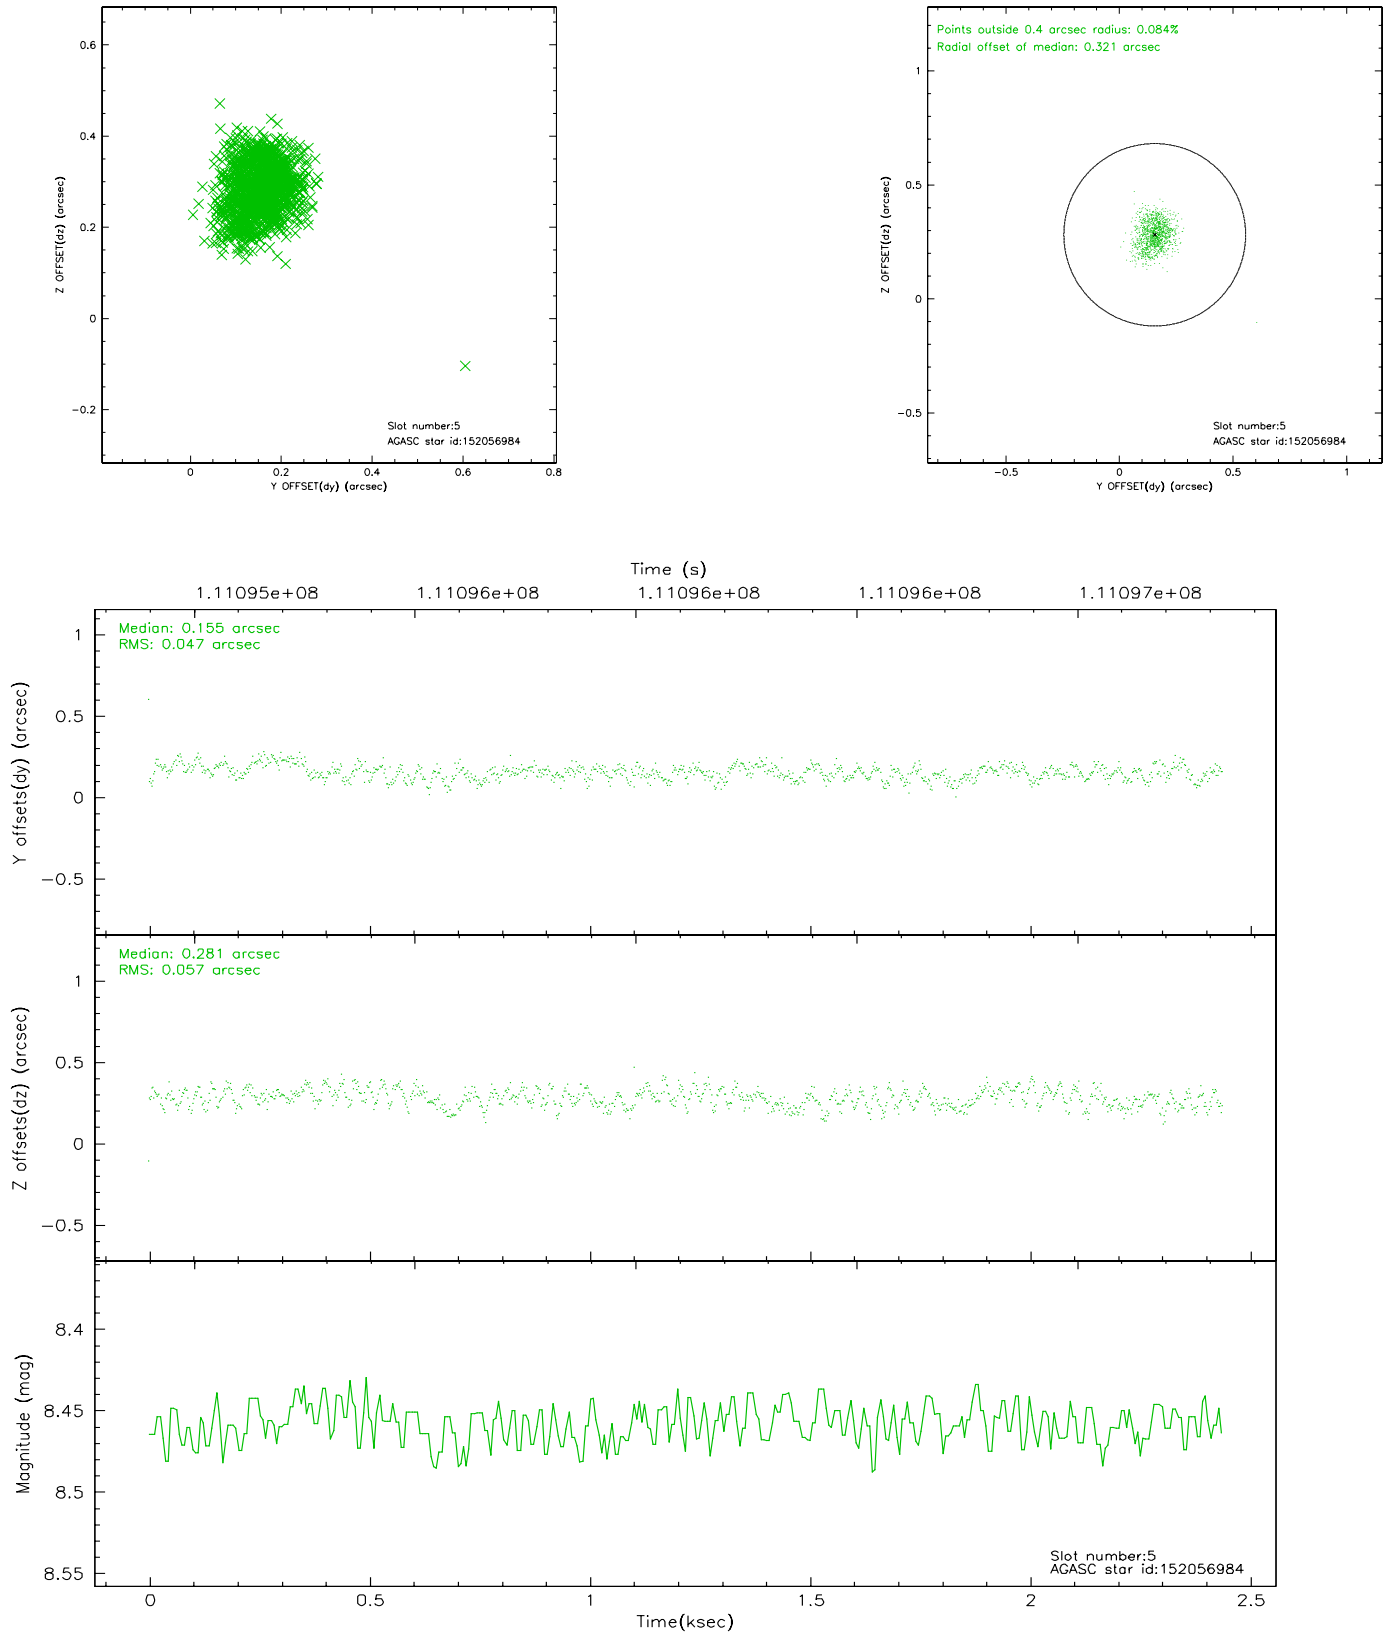 0.6
0.4
0.2
0
−0.2
Z OFFSET(dz) (arcsec)
Slot number:5
AGASC star id:152056984
0 0.2 0.4 0.6 0.8
Y OFFSET(dy) (arcsec)
Points outside 0.4 arcsec radius: 0.084%
Radial offset of median: 0.321 arcsec
1
0.5
0
−0.5
Z OFFSET(dz) (arcsec)
Slot number:5
AGASC star id:152056984
−0.5 0 0.5 1
Y OFFSET(dy) (arcsec)
Time (s)
1.11095e+08 1.11096e+08 1.11096e+08 1.11096e+08 1.11097e+08
Median: 0.155 arcsec
RMS: 0.047 arcsec
1
0.5
0
−0.5
Y offsets(dy) (arcsec)
Median: 0.281 arcsec
RMS: 0.057 arcsec
1
0.5
0
−0.5
Z offsets(dz) (arcsec)
8.4
8.45
8.5
8.55
Magnitude (mag)
Slot number:5
AGASC star id:152056984
0 0.5 1 1.5 2 2.5
Time(ksec)